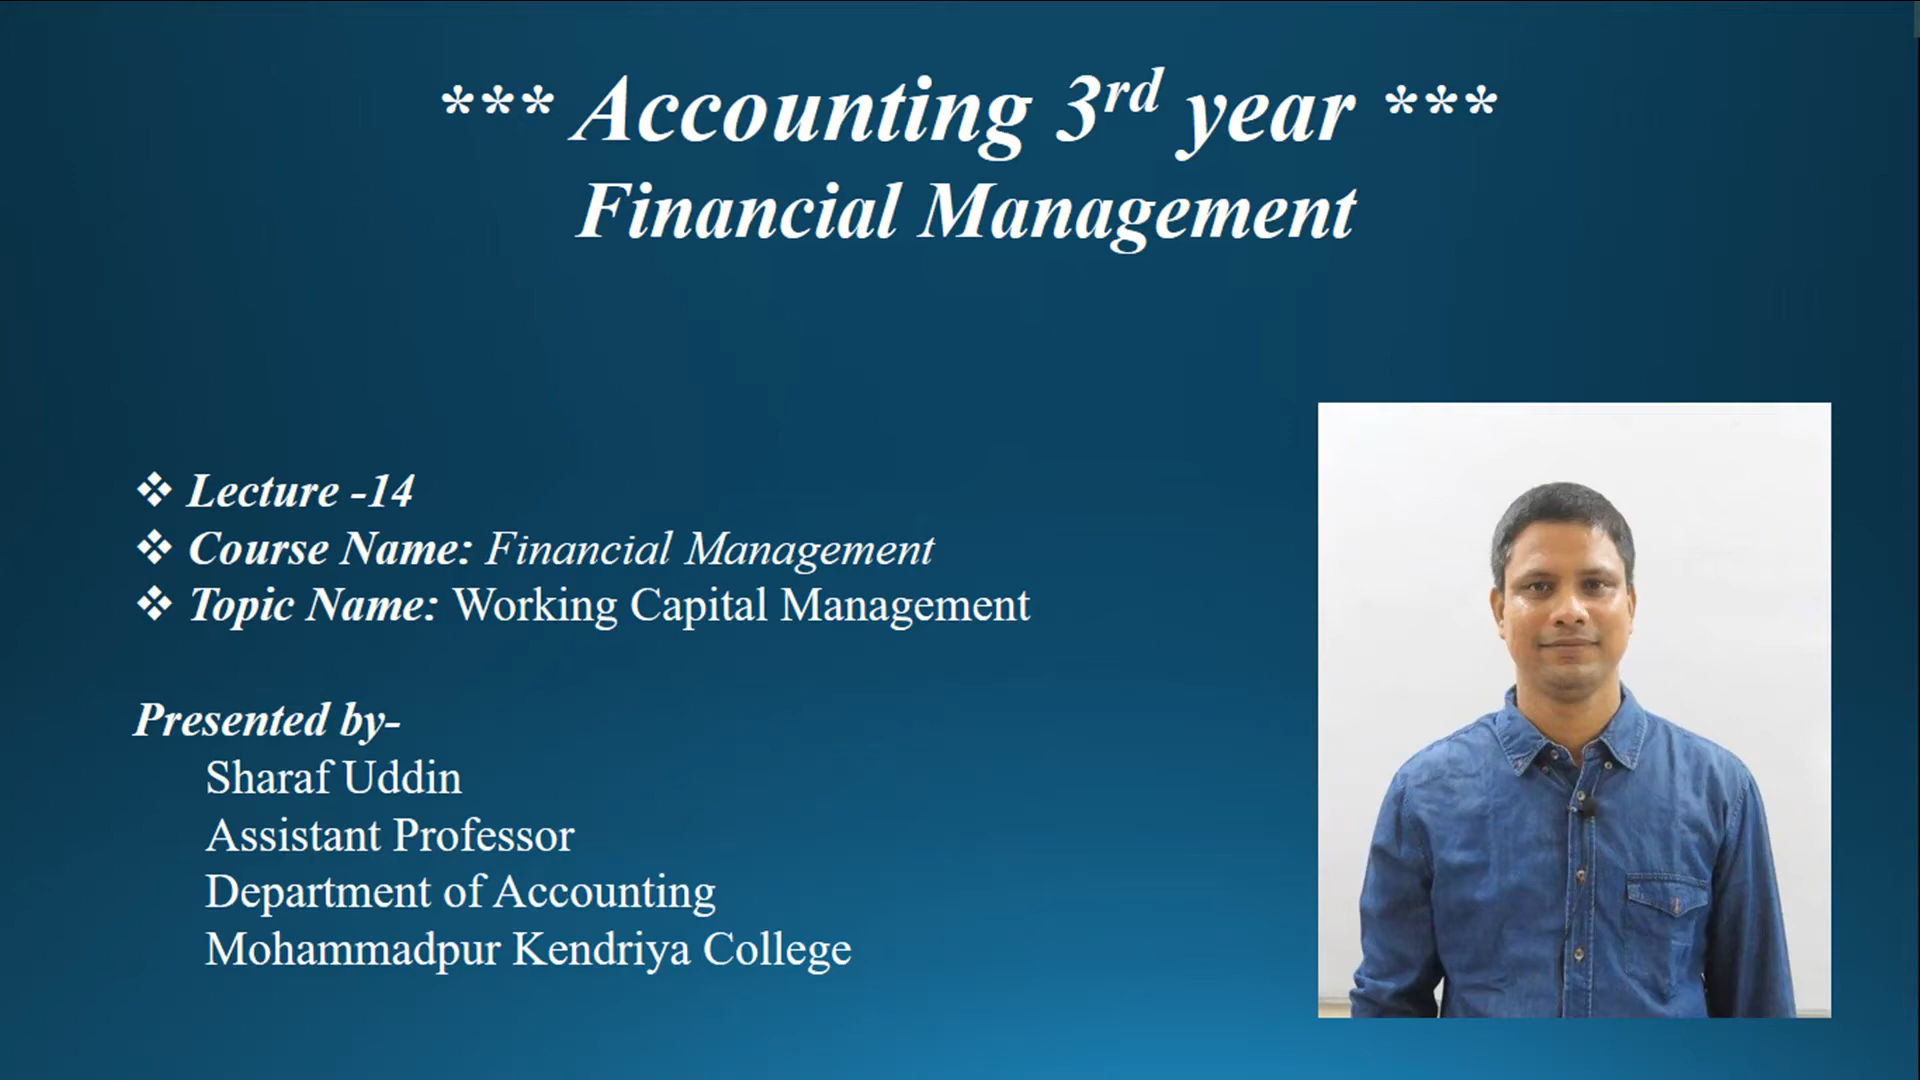 *** Accounting 3rd year ***
Financial Management
❖ Lecture -14
❖ Course Name: Financial Management
❖ Topic Name: Working Capital Management
Presented by-
Sharaf Uddin
Assistant Professor
Department of Accounting
Mohammadpur Kendriya College